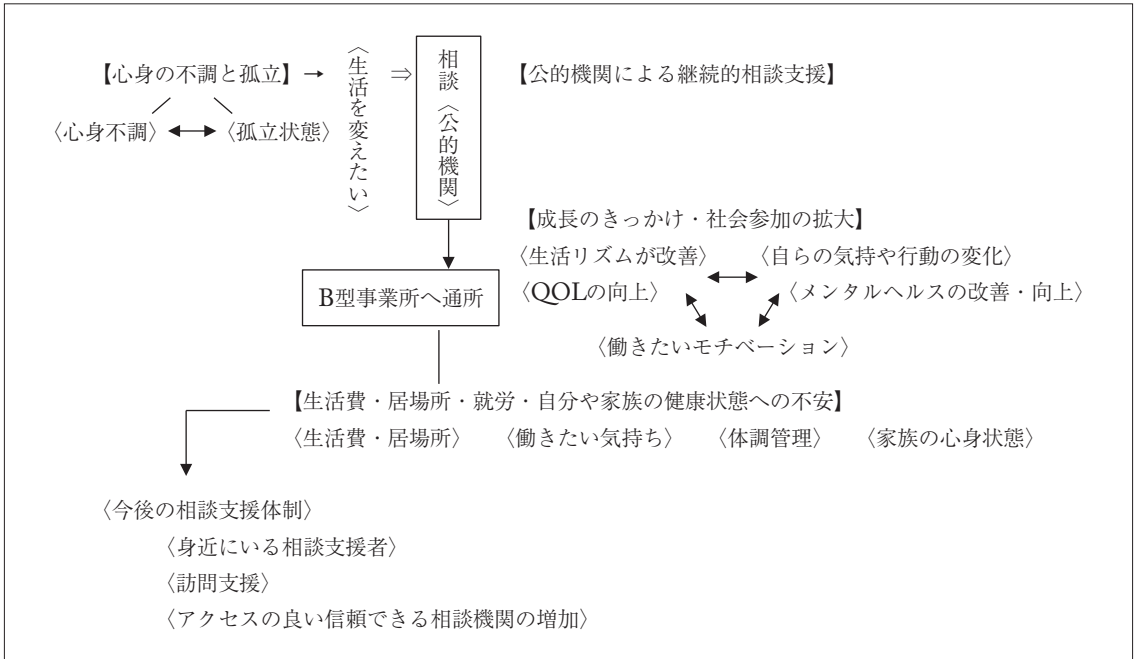 【心身の不調と孤立】 → 〈生活を変えたい〉 ⇒ 相談〈公的機関〉 【公的機関による継続的相談支援】
〈心身不調〉 〈孤立状態〉
【成長のきっかけ・社会参加の拡大】
〈生活リズムが改善〉 〈自らの気持や行動の変化〉
B型事業所へ通所
〈QOLの向上〉 〈メンタルヘルスの改善・向上〉
〈働きたいモチベーション〉
【生活費・居場所・就労・自分や家族の健康状態への不安】
〈生活費・居場所〉 〈働きたい気持ち〉 〈体調管理〉 〈家族の心身状態〉
〈今後の相談支援体制〉
〈身近にいる相談支援者〉
〈訪問支援〉
〈アクセスの良い信頼できる相談機関の増加〉